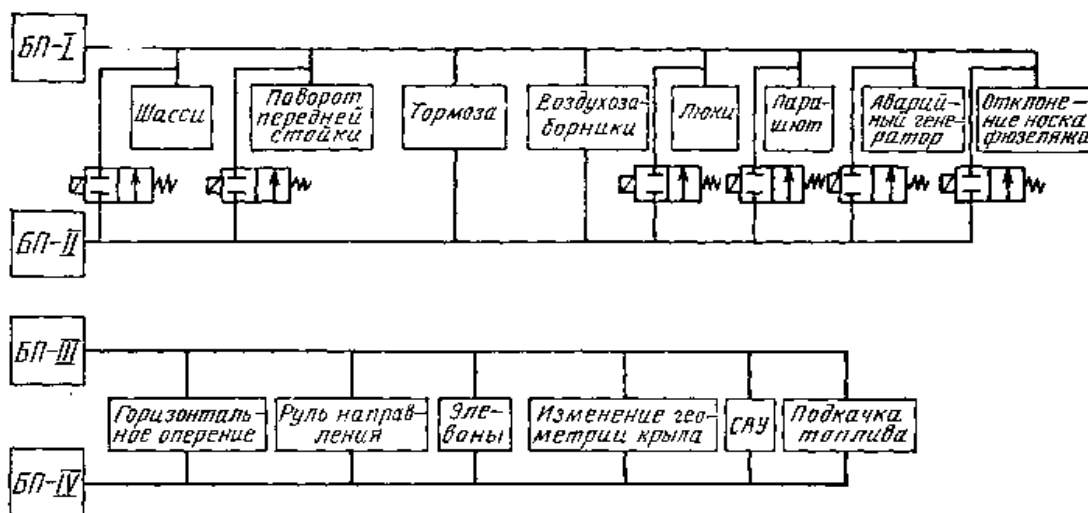 БП-I
Шасси
Поворот
передней
стойки
Тормоза
Воздухоза-
борники
Люки
Пара-
шют
Аварий-
ный гене-
ратор
Отклоне-
ние носка
фюзеляжа
БП-II
БП-III
Горизонталь-
ное оперение
Руль направ-
ления
Эле-
воны
Изменение гео-
метрии крыла
САУ
Подкачка
топлива
БП-IV